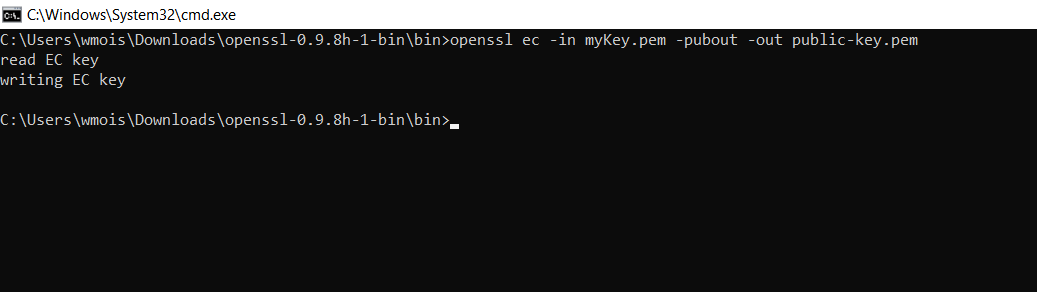 C:\Windows\System32\cmd.exe
C:\Users\wmois\Downloads\openssl-0.9.8h-1-bin\bin>openssl ec -in myKey.pem -pubout -out public-key.pem
read EC key
writing EC key
C:\Users\wmois\Downloads\openssl-0.9.8h-1-bin\bin>